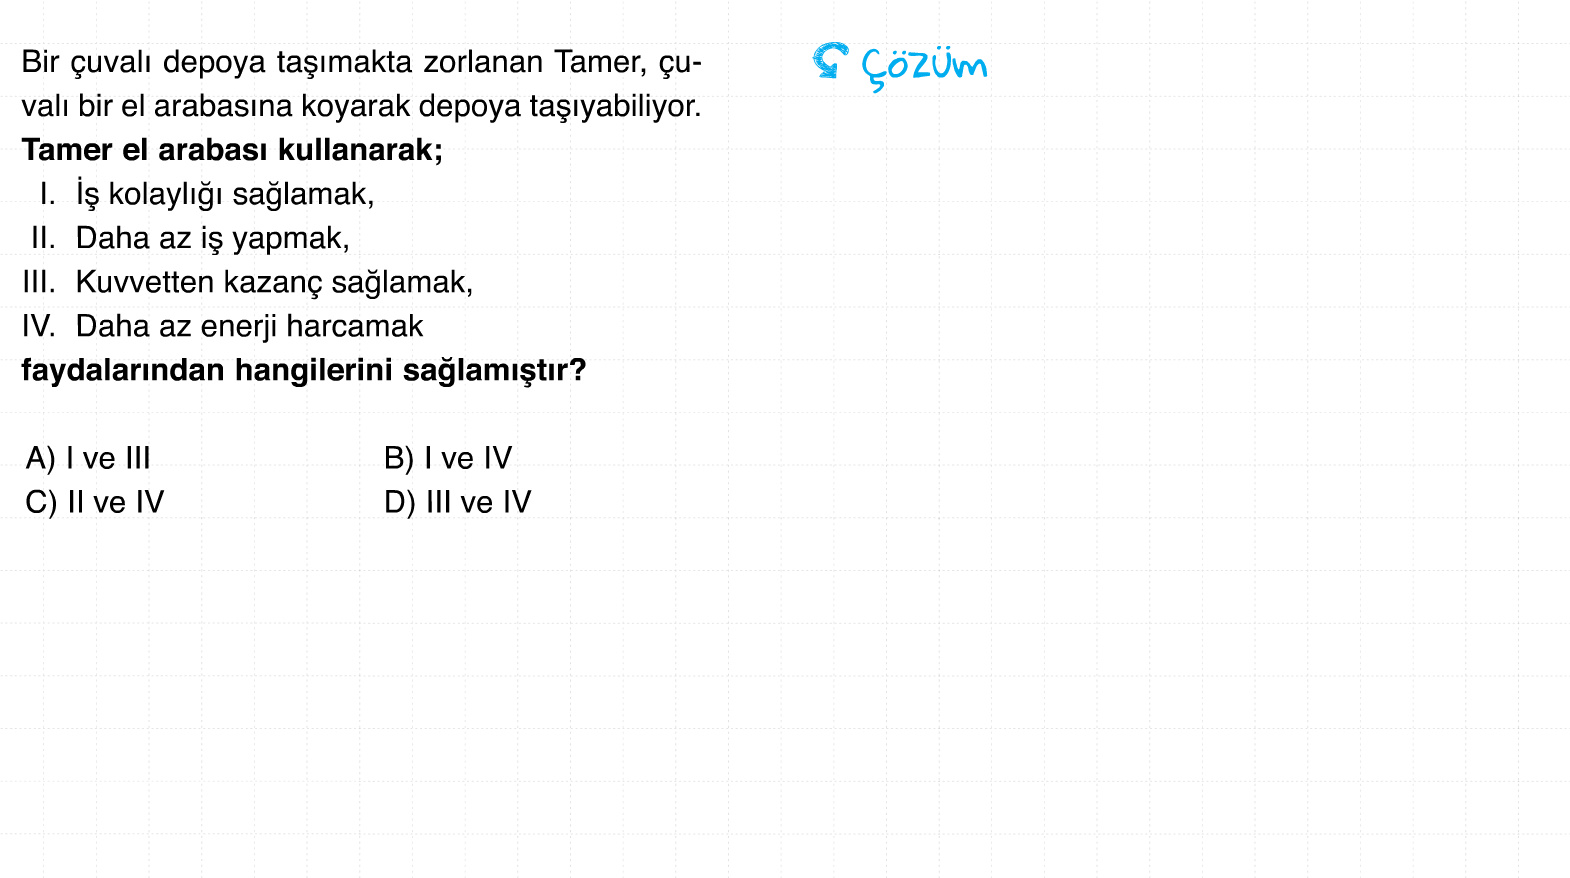 Bir çuvalı depoya taşımakta zorlanan Tamer, çu-
valı bir el arabasına koyarak depoya taşıyabiliyor.
Tamer el arabası kullanarak;
I. İş kolaylığı sağlamak,
II. Daha az iş yapmak,
III. Kuvvetten kazanç sağlamak,
IV. Daha az enerji harcamak
faydalarından hangilerini sağlamıştır?
A) I ve III B) I ve IV
C) II ve IV D) III ve IV
Çözüm